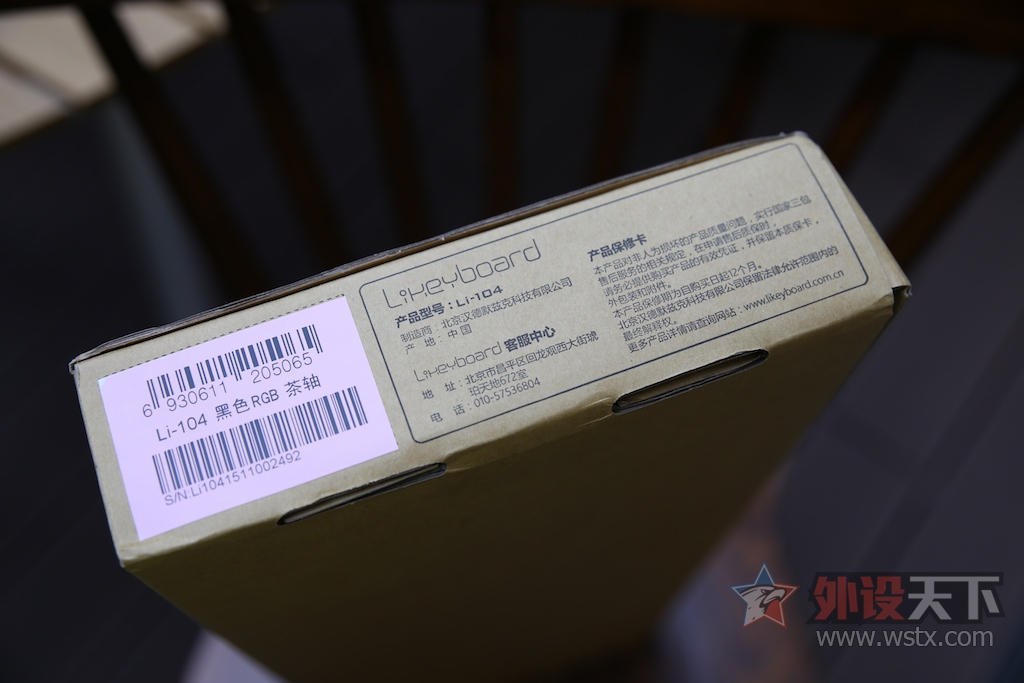 6 930611 205065
Li-104 黑色RGB 茶轴
S/N:Li1041511002492
Likeyboard
产品型号：Li-104
制造商：北京汉德默兹克科技有限公司
产 地：中国
Likeyboard 客服中心
地 址：北京市昌平区回龙观西大街號
珀天地672室
电 话：010-57536804
产品保修卡
本产品对非人为损坏的产品质量问题，实行国家三包
售后服务的相关规定，在申请售后质保时，
请务必提供购买产品的有效凭证，并保留本质保卡，
外包装和附件。
本产品保修期为自购买日起12个月。
北京汉德默兹克科技有限公司保留法律允许范围内的
最终解释权。
更多产品详情请查询网站：www.likeyboard.com.cn
外设天下
www.wstx.com